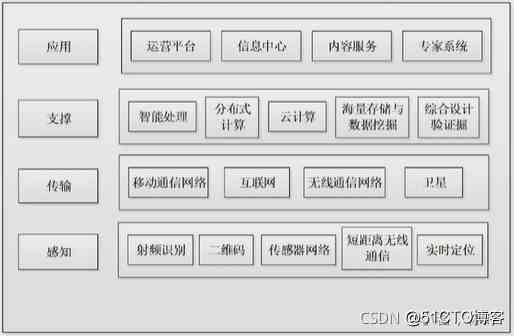 应用
运营平台
信息中心
内容服务
专家系统
支撑
智能处理
分布式
计算
云计算
海量存储与
数据挖掘
综合设计
验证掘
传输
移动通信网络
互联网
无线通信网络
卫星
感知
射频识别
二维码
传感器网络
短距离无线
通信
实时定位
CSDN @51CTO博客